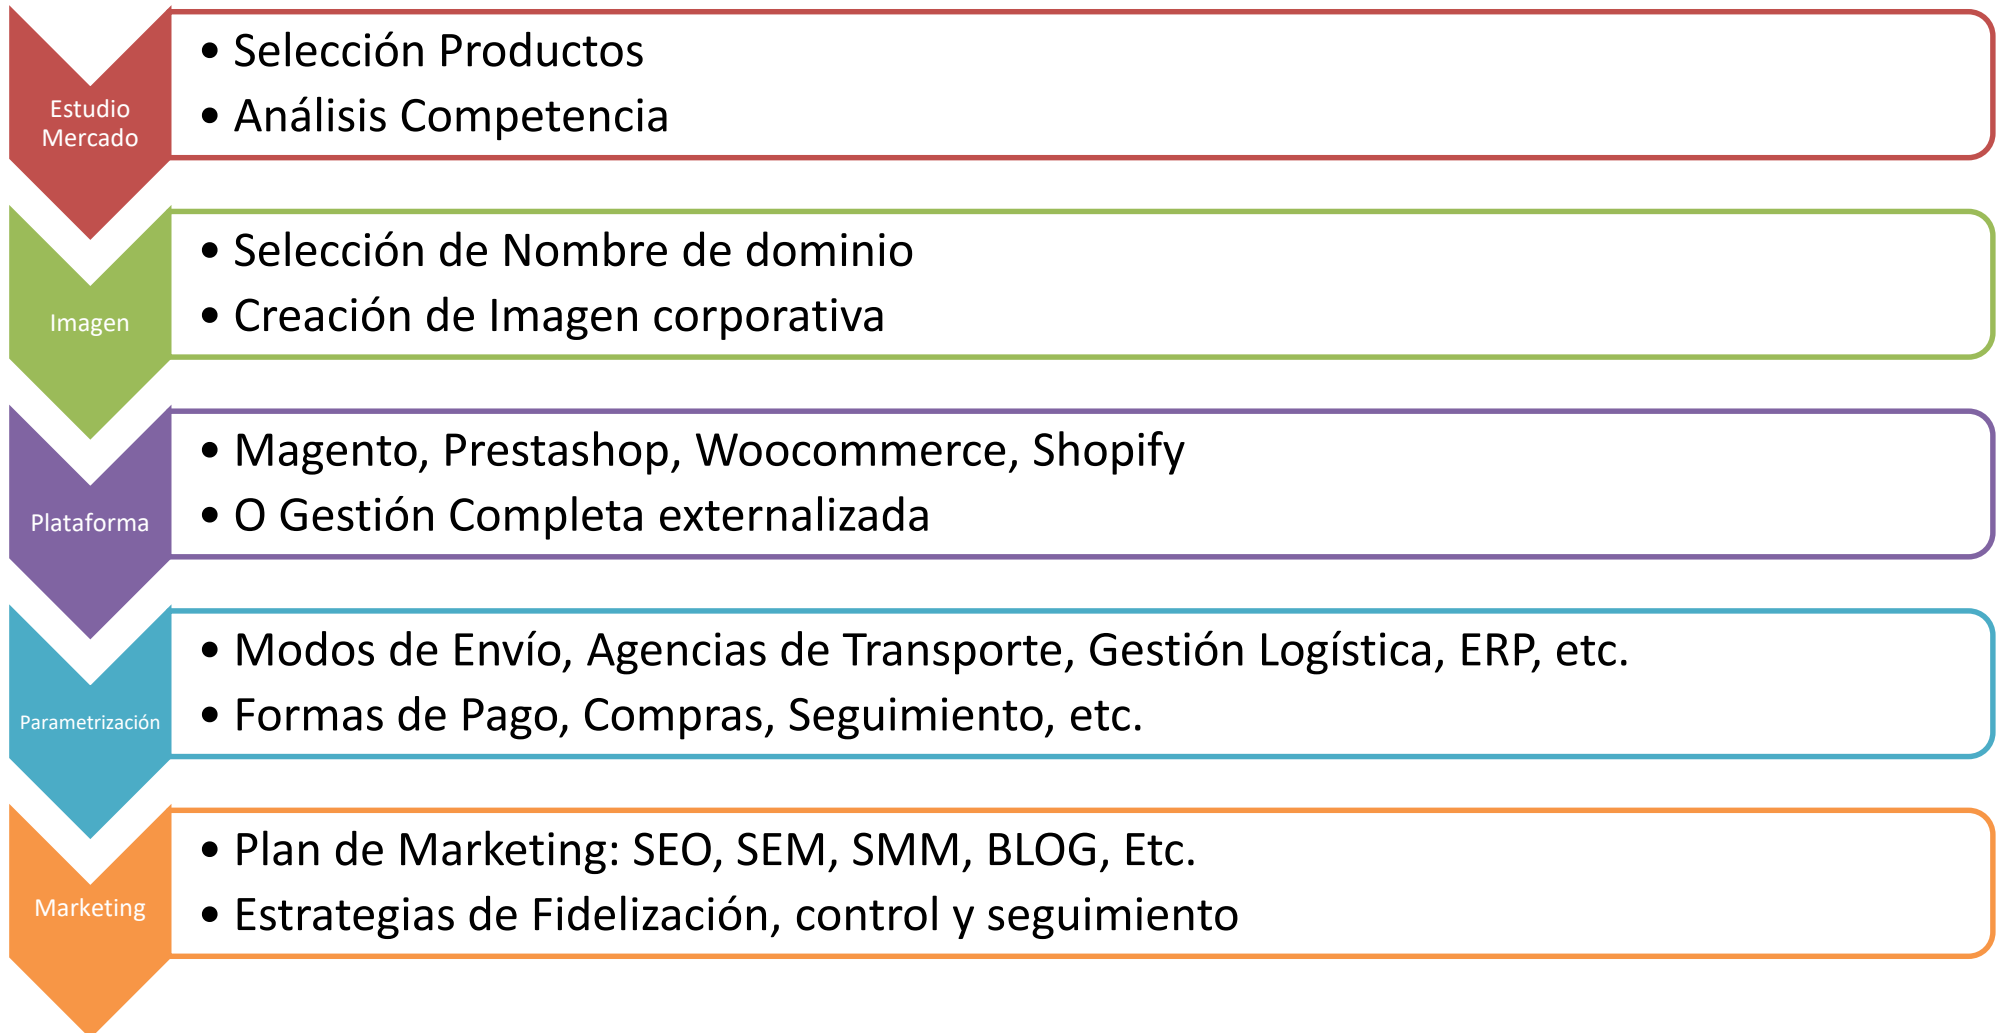 Estudio
Mercado
• Selección Productos
• Análisis Competencia
Imagen
• Selección de Nombre de dominio
• Creación de Imagen corporativa
Plataforma
• Magento, Prestashop, Woocommerce, Shopify
• O Gestión Completa externalizada
Parametrización
• Modos de Envío, Agencias de Transporte, Gestión Logística, ERP, etc.
• Formas de Pago, Compras, Seguimiento, etc.
Marketing
• Plan de Marketing: SEO, SEM, SMM, BLOG, Etc.
• Estrategias de Fidelización, control y seguimiento